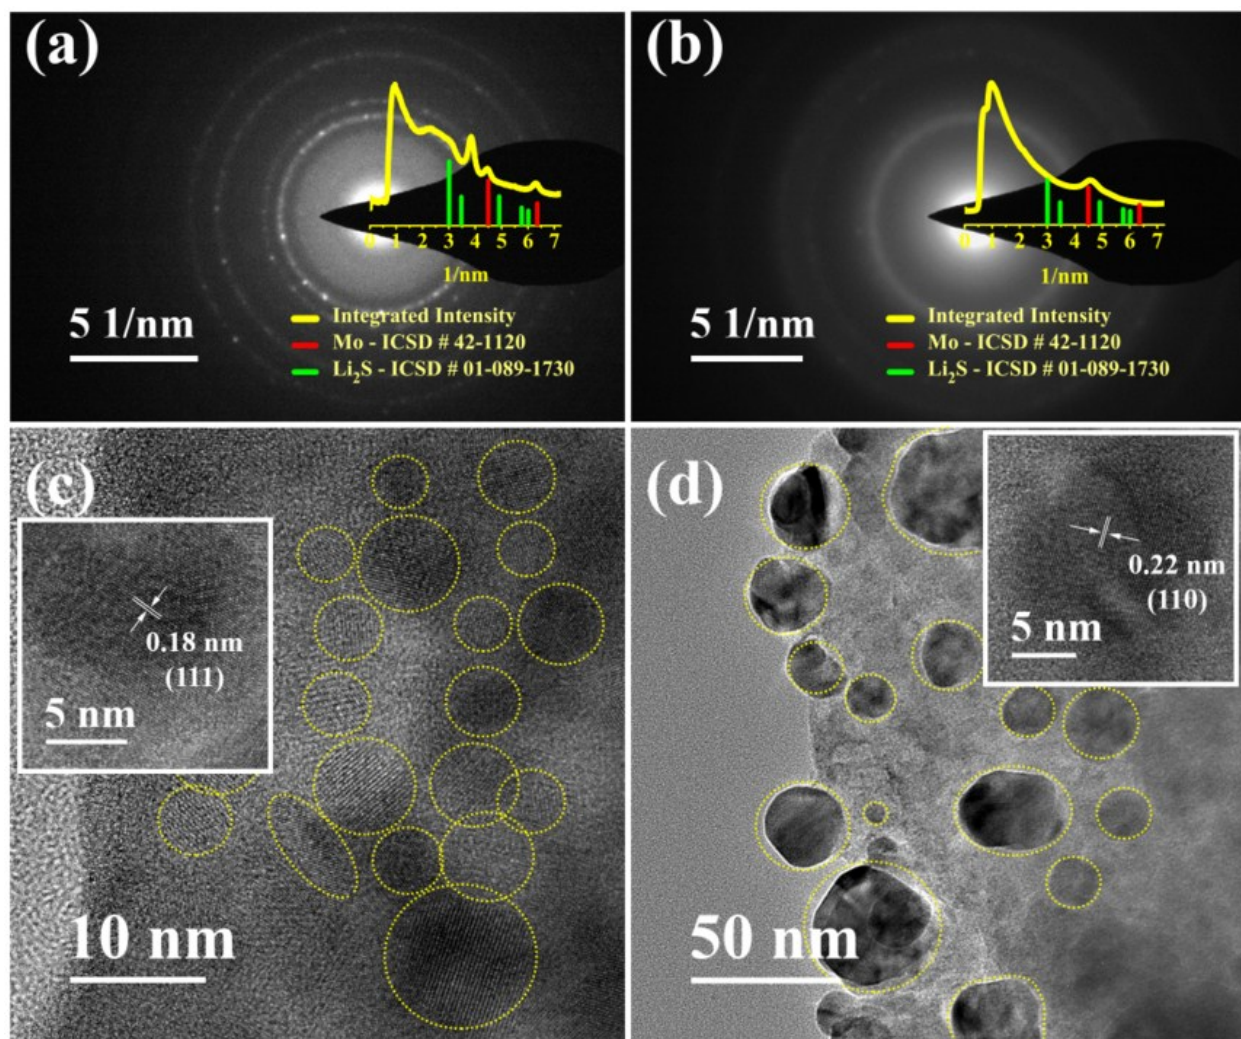 (a)
0 1 2 3 4 5 6 7
1/nm
5 1/nm
Integrated Intensity
Mo - ICSD # 42-1120
Li₂S - ICSD # 01-089-1730
(b)
0 1 2 3 4 5 6 7
1/nm
5 1/nm
Integrated Intensity
Mo - ICSD # 42-1120
Li₂S - ICSD # 01-089-1730
(c)
0.18 nm
(111)
5 nm
10 nm
(d)
0.22 nm
(110)
5 nm
50 nm